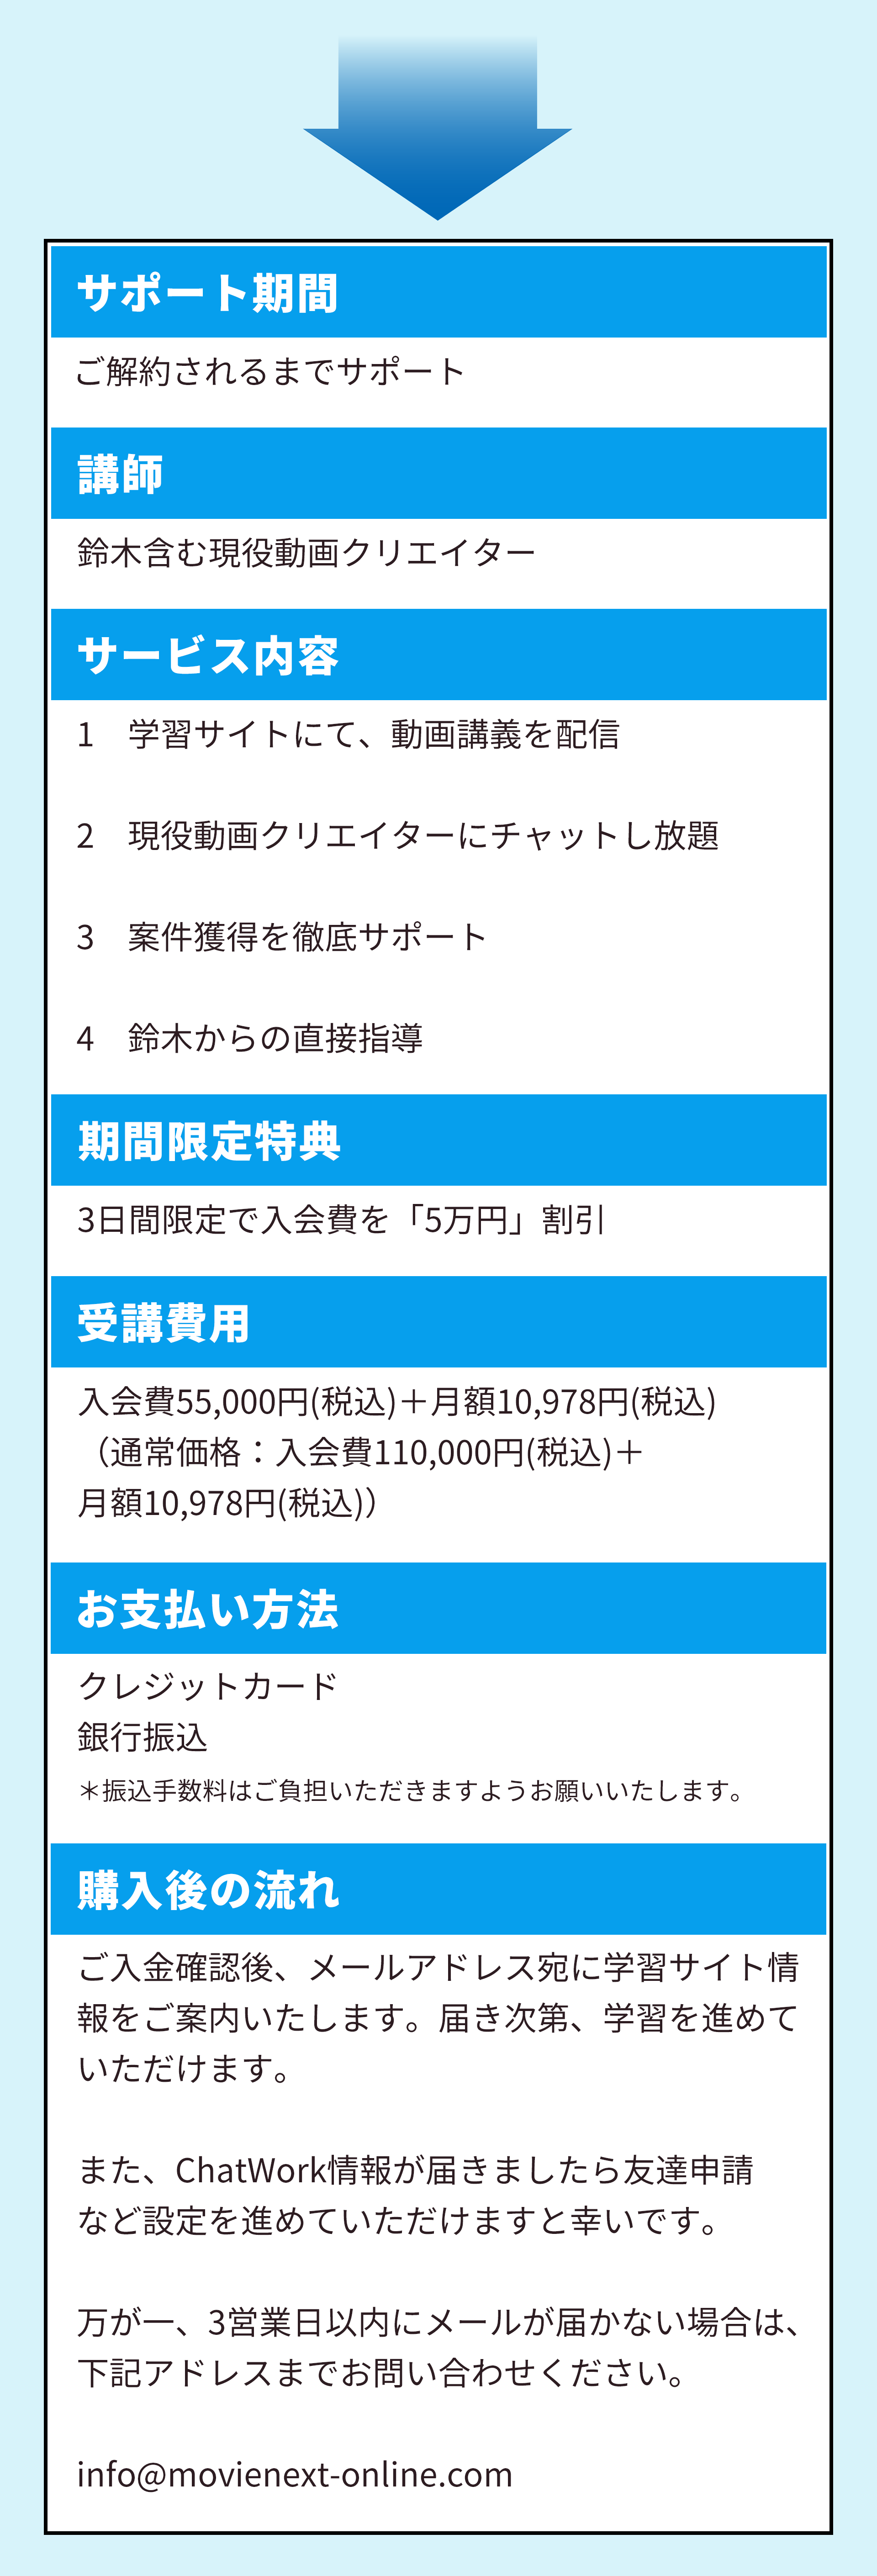 サポート期間
ご解約されるまでサポート
講師
鈴木含む現役動画クリエイター
サービス内容
1　学習サイトにて、動画講義を配信
2　現役動画クリエイターにチャットし放題
3　案件獲得を徹底サポート
4　鈴木からの直接指導
期間限定特典
3日間限定で入会費を「5万円」割引
受講費用
入会費55,000円(税込)＋月額10,978円(税込)
（通常価格：入会費110,000円(税込)＋
月額10,978円(税込)）
お支払い方法
クレジットカード
銀行振込
＊振込手数料はご負担いただきますようお願いいたします。
購入後の流れ
ご入金確認後、メールアドレス宛に学習サイト情
報をご案内いたします。届き次第、学習を進めて
いただけます。
また、ChatWork情報が届きましたら友達申請
など設定を進めていただけますと幸いです。
万が一、3営業日以内にメールが届かない場合は、
下記アドレスまでお問い合わせください。
info@movienext-online.com